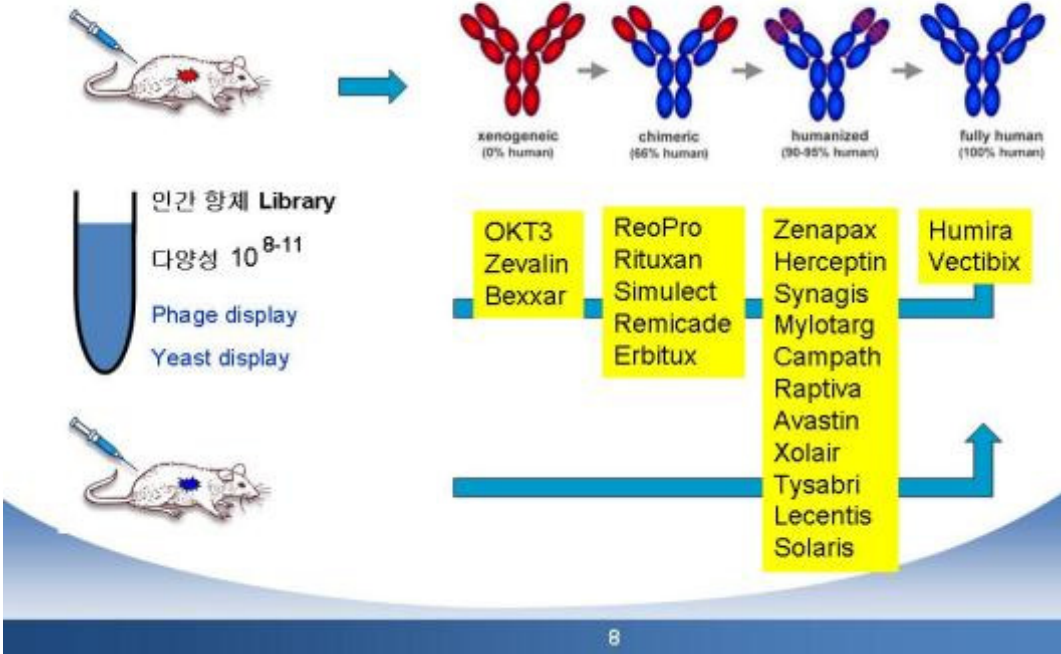 xenogeneic
(0% human)
chimeric
(66% human)
humanized
(90-95% human)
fully human
(100% human)
인간 항체 Library
다양성 10 8-11
Phage display
Yeast display
OKT3
Zevalin
Bexxar
ReoPro
Rituxan
Simulect
Remicade
Erbitux
Zenapax
Herceptin
Synagis
Mylotarg
Campath
Raptiva
Avastin
Xolair
Tysabri
Lecentis
Solaris
Humira
Vectibix
8